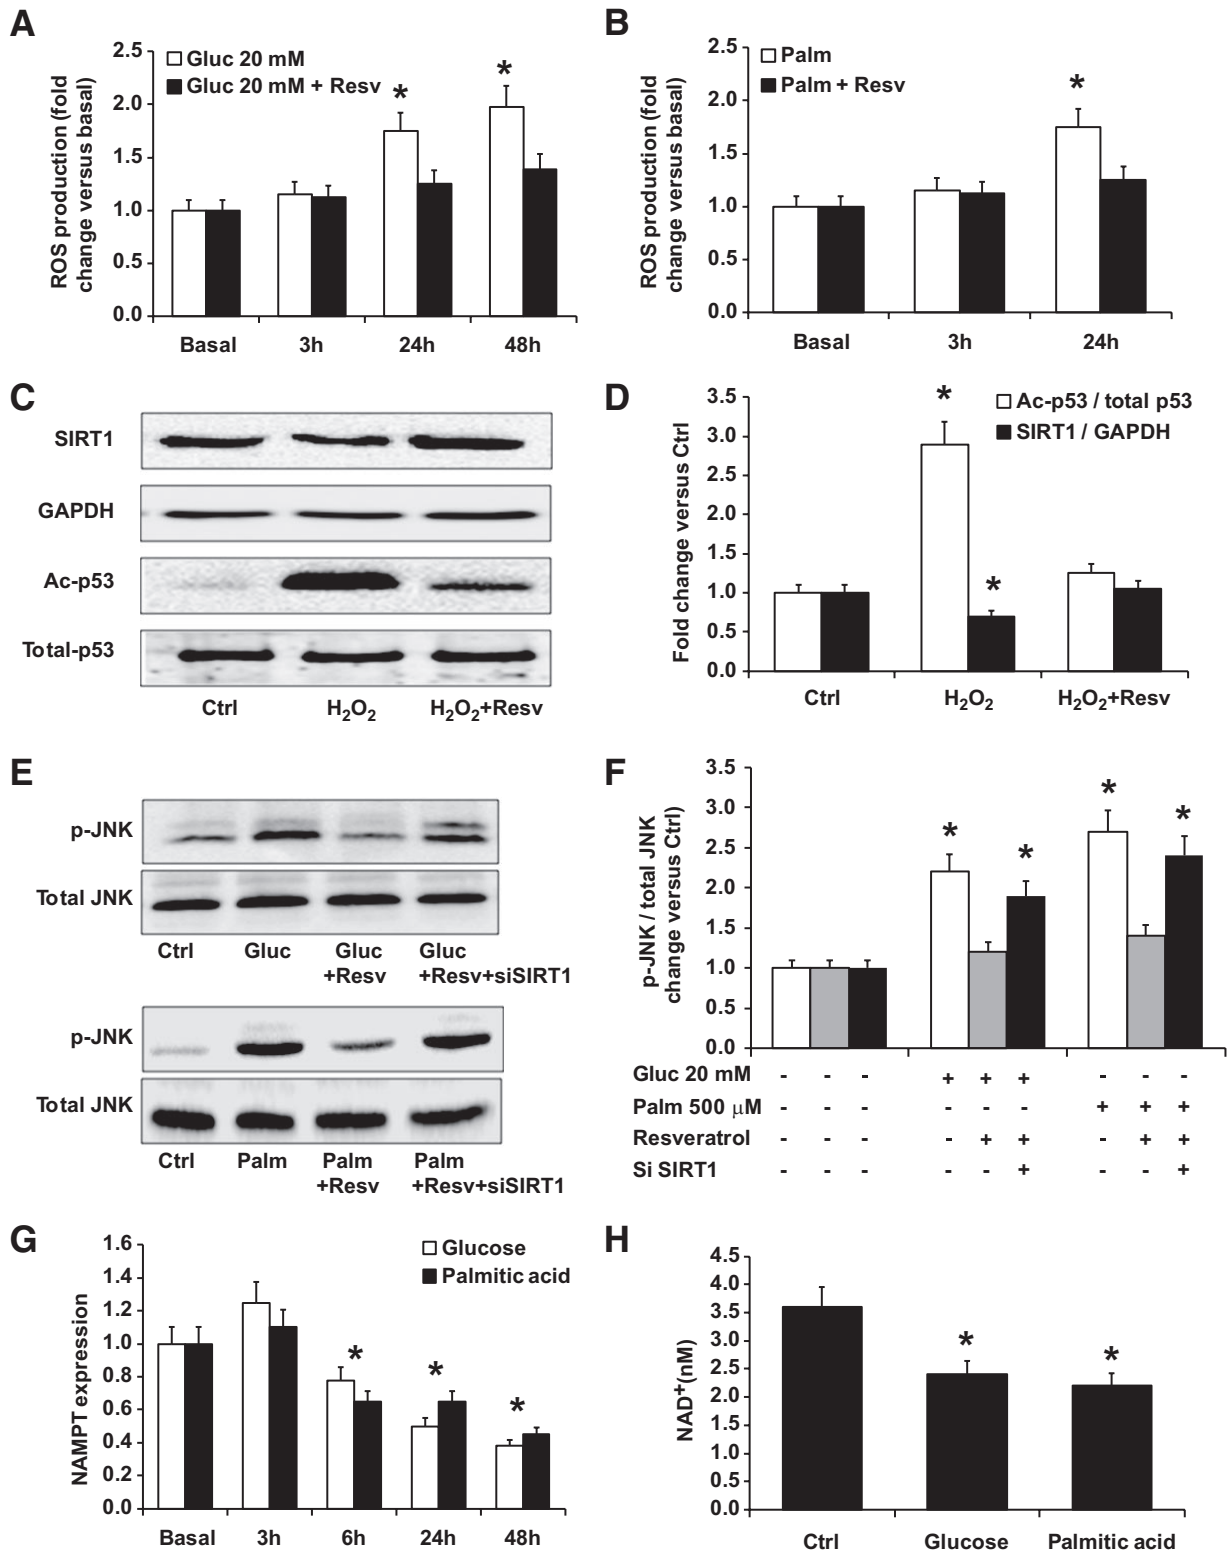 A
ROS production (fold
change versus basal)
2.5
2.0
1.5
1.0
0.5
0.0
Gluc 20 mM
Gluc 20 mM + Resv
*
*
Basal 3h 24h 48h
B
ROS production (fold
change versus basal)
2.5
2.0
1.5
1.0
0.5
0.0
Palm
Palm + Resv
*
Basal 3h 24h
C
SIRT1
GAPDH
Ac-p53
Total-p53
Ctrl H₂O₂ H₂O₂+Resv
D
Fold change versus Ctrl
3.5
3.0
2.5
2.0
1.5
1.0
0.5
0.0
Ac-p53 / total p53
SIRT1 / GAPDH
*
*
Ctrl H₂O₂ H₂O₂+Resv
E
p-JNK
Total JNK
Ctrl Gluc Gluc Gluc
+Resv +Resv+siSIRT1
p-JNK
Total JNK
Ctrl Palm Palm Palm
+Resv +Resv+siSIRT1
F
p-JNK / total JNK
change versus Ctrl)
3.5
3.0
2.5
2.0
1.5
1.0
0.5
0.0
*
*
*
*
Gluc 20 mM - - - + + + - - -
Palm 500 μM - - - - - - + + +
Resveratrol - - - - + + - + +
Si SIRT1 - - - - - + - - +
G
NAMPT expression
1.6
1.4
1.2
1.0
0.8
0.6
0.4
0.2
0.0
Glucose
Palmitic acid
*
*
*
Basal 3h 6h 24h 48h
H
NAD⁺(nM)
4.5
4.0
3.5
3.0
2.5
2.0
1.5
1.0
0.5
0.0
*
*
Ctrl Glucose Palmitic acid